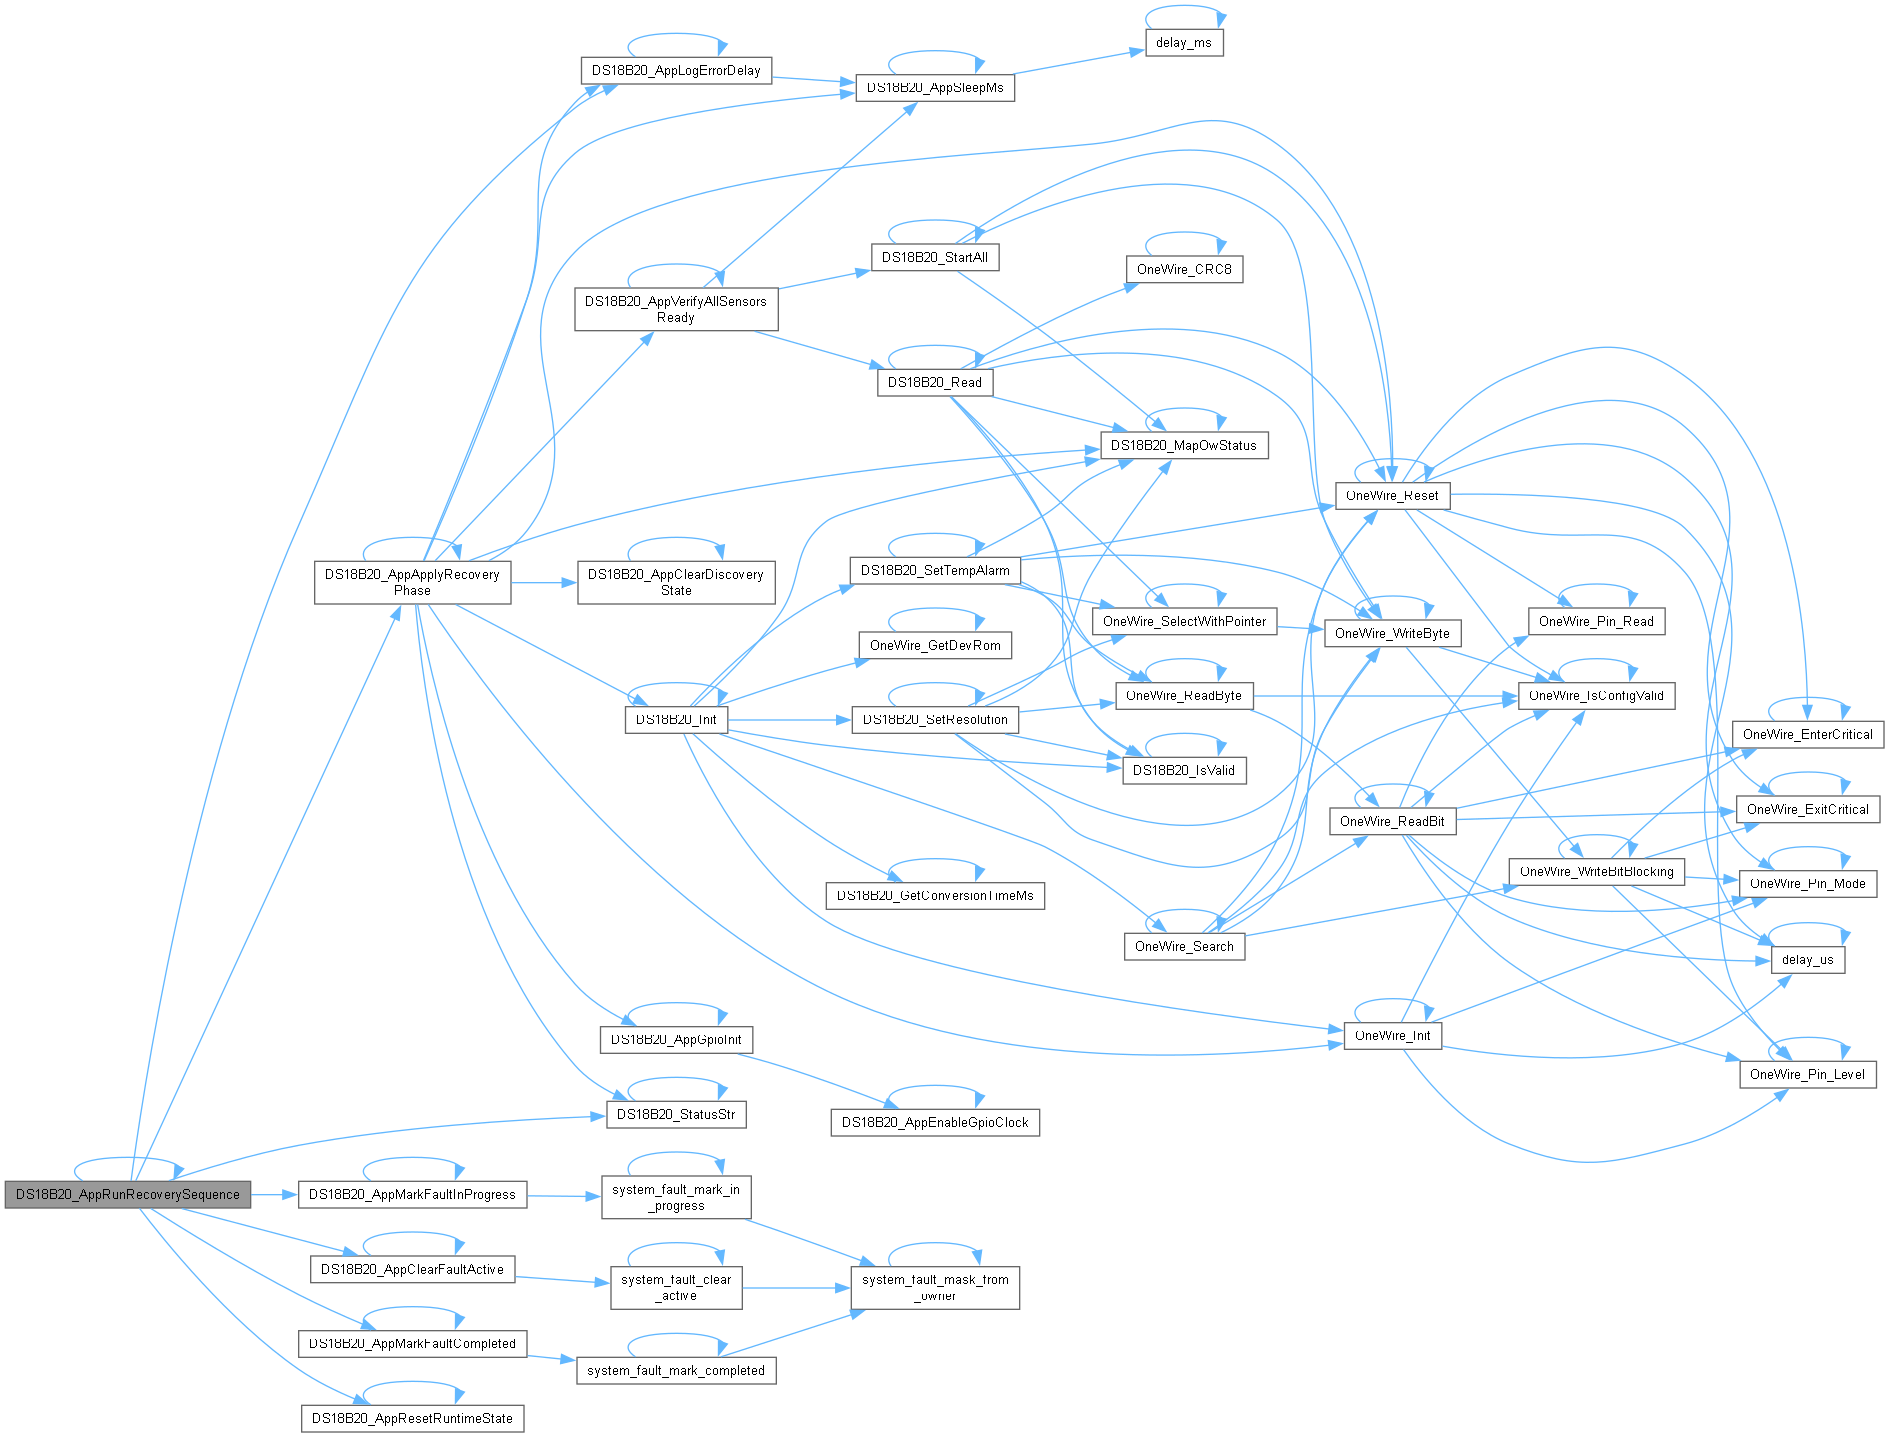 delay_ms
DS18B20_AppLogErrorDelay
DS18B20_AppSleepMs
DS18B20_StartAll
OneWire_CRC8
DS18B20_AppVerifyAllSensors
Ready
DS18B20_Read
DS18B20_MapOwStatus
OneWire_Reset
DS18B20_AppApplyRecovery
Phase
DS18B20_AppClearDiscovery
State
DS18B20_SetTempAlarm
OneWire_SelectWithPointer
OneWire_Pin_Read
OneWire_WriteByte
OneWire_GetDevRom
OneWire_ReadByte
OneWire_IsConfigValid
DS18B20_Init
DS18B20_SetResolution
OneWire_EnterCritical
DS18B20_IsValid
OneWire_ExitCritical
OneWire_ReadBit
OneWire_WriteBitBlocking
OneWire_Pin_Mode
DS18B20_GetConversionTimeMs
OneWire_Search
delay_us
OneWire_Init
DS18B20_AppGpioInit
OneWire_Pin_Level
DS18B20_StatusStr
DS18B20_AppEnableGpioClock
DS18B20_AppRunRecoverySequence
DS18B20_AppMarkFaultInProgress
system_fault_mark_in
_progress
DS18B20_AppClearFaultActive
system_fault_clear
_active
system_fault_mask_from
_owner
DS18B20_AppMarkFaultCompleted
system_fault_mark_completed
DS18B20_AppResetRuntimeState